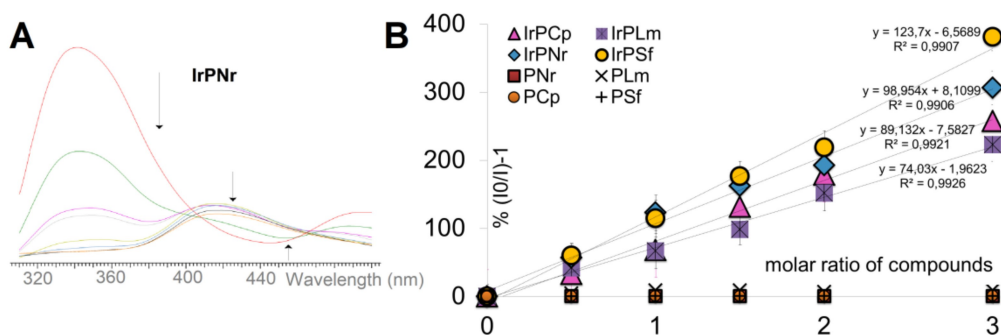 A
IrPNr
320 360 400 440 Wavelength (nm)
B
IrPCp IrPLm
IrPNr IrPSf
PNr PLm
PCp PSf
% (I0/I)-1
400
300
200
100
0
0 1 2 3
molar ratio of compounds
y = 123,7x - 6,5689
R² = 0,9907
y = 98,954x + 8,1099
R² = 0,9906
y = 89,132x - 7,5827
R² = 0,9921
y = 74,03x - 1,9623
R² = 0,9926